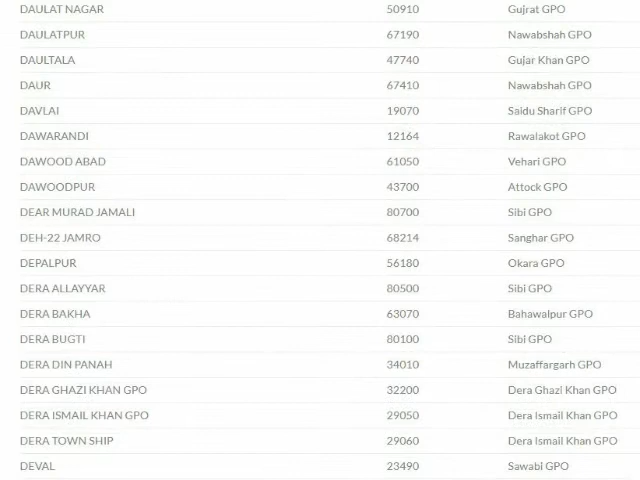 DAULAT NAGAR 50910 Gujrat GPO
DAULATPUR 67190 Nawabshah GPO
DAULTALA 47740 Gujar Khan GPO
DAUR 67410 Nawabshah GPO
DAVLAI 19070 Saidu Sharif GPO
DAWARANDI 12164 Rawalakot GPO
DAWOOD ABAD 61050 Vehari GPO
DAWOODPUR 43700 Attock GPO
DEAR MURAD JAMALI 80700 Sibi GPO
DEH-22 JAMRO 68214 Sanghar GPO
DEPALPUR 56180 Okara GPO
DERA ALLAYYAR 80500 Sibi GPO
DERA BAKHA 63070 Bahawalpur GPO
DERA BUGTI 80100 Sibi GPO
DERA DIN PANAH 34010 Muzaffargarh GPO
DERA GHAZI KHAN GPO 32200 Dera Ghazi Khan GPO
DERA ISMAIL KHAN GPO 29050 Dera Ismail Khan GPO
DERA TOWN SHIP 29060 Dera Ismail Khan GPO
DEVAL 23490 Sawabi GPO